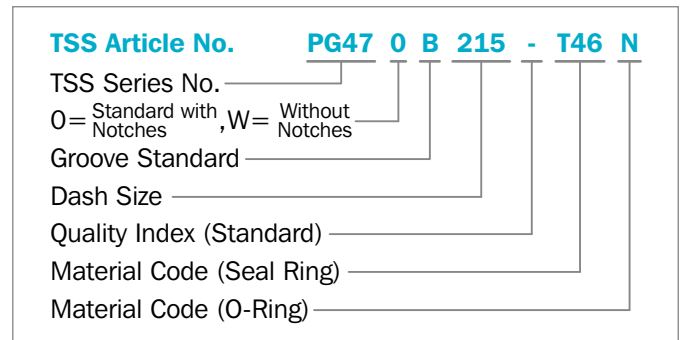 TSS Article No. PG47 0 B 215 - T46 N
TSS Series No.
0= Standard with Notches, W= Without Notches
Groove Standard
Dash Size
Quality Index (Standard)
Material Code (Seal Ring)
Material Code (O-Ring)